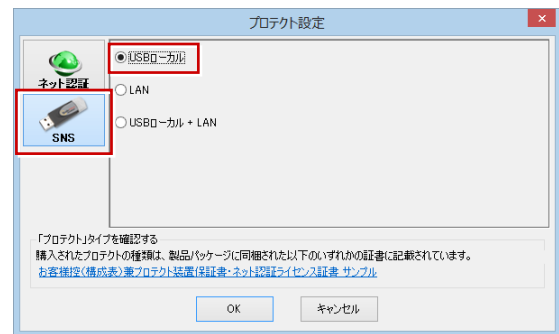 プロテクト設定
ネット認証
SNS
USBローカル
LAN
USBローカル + LAN
「プロテクト」タイプを確認する
購入されたプロテクトの種類は、製品パッケージに同梱された以下のいずれかの証書に記載されています。
お客様控(構成表)兼プロテクト装置保証書・ネット認証ライセンス証書 サンプル
OK
キャンセル